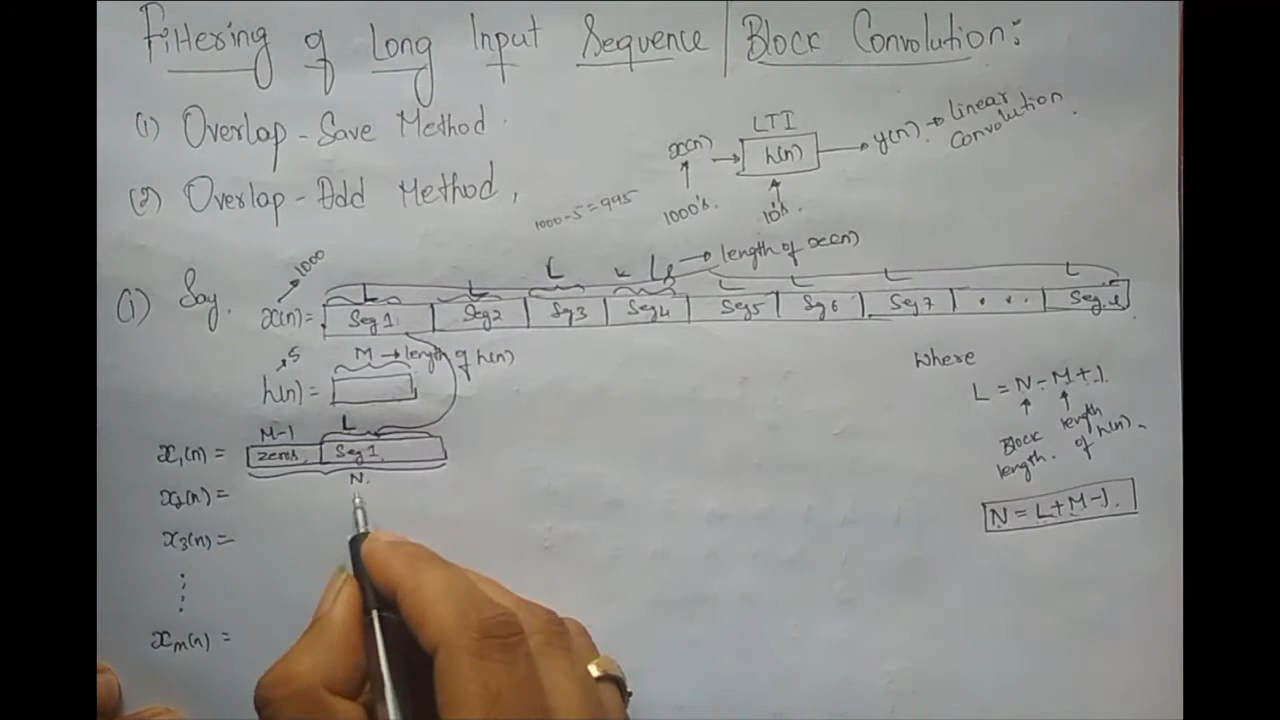 Filtering of Long Input Sequence / Block Convolution:
(1) Overlap-Save Method.
LTI
x(n) → h(n) → y(n) → linear convolution.
(2) Overlap-Add Method,
1000-5=995
1000's. 10's.
1000
L L L L Ls → length of x(n) L L L L
(i) Say. x(n) = Seg 1 Seg 2 Sg 3 Seg 4 Seg 5 Sg 6 Seg 7 . . . Seg
5 M → length of h(n)
h(n) =
Where
L = N - M + 1.
Block length. length of h(n).
M-1 L
x1(n) = zeros Seg 1
N.
x2(n) =
N = L+M-1.
x3(n) =
xm(n) =